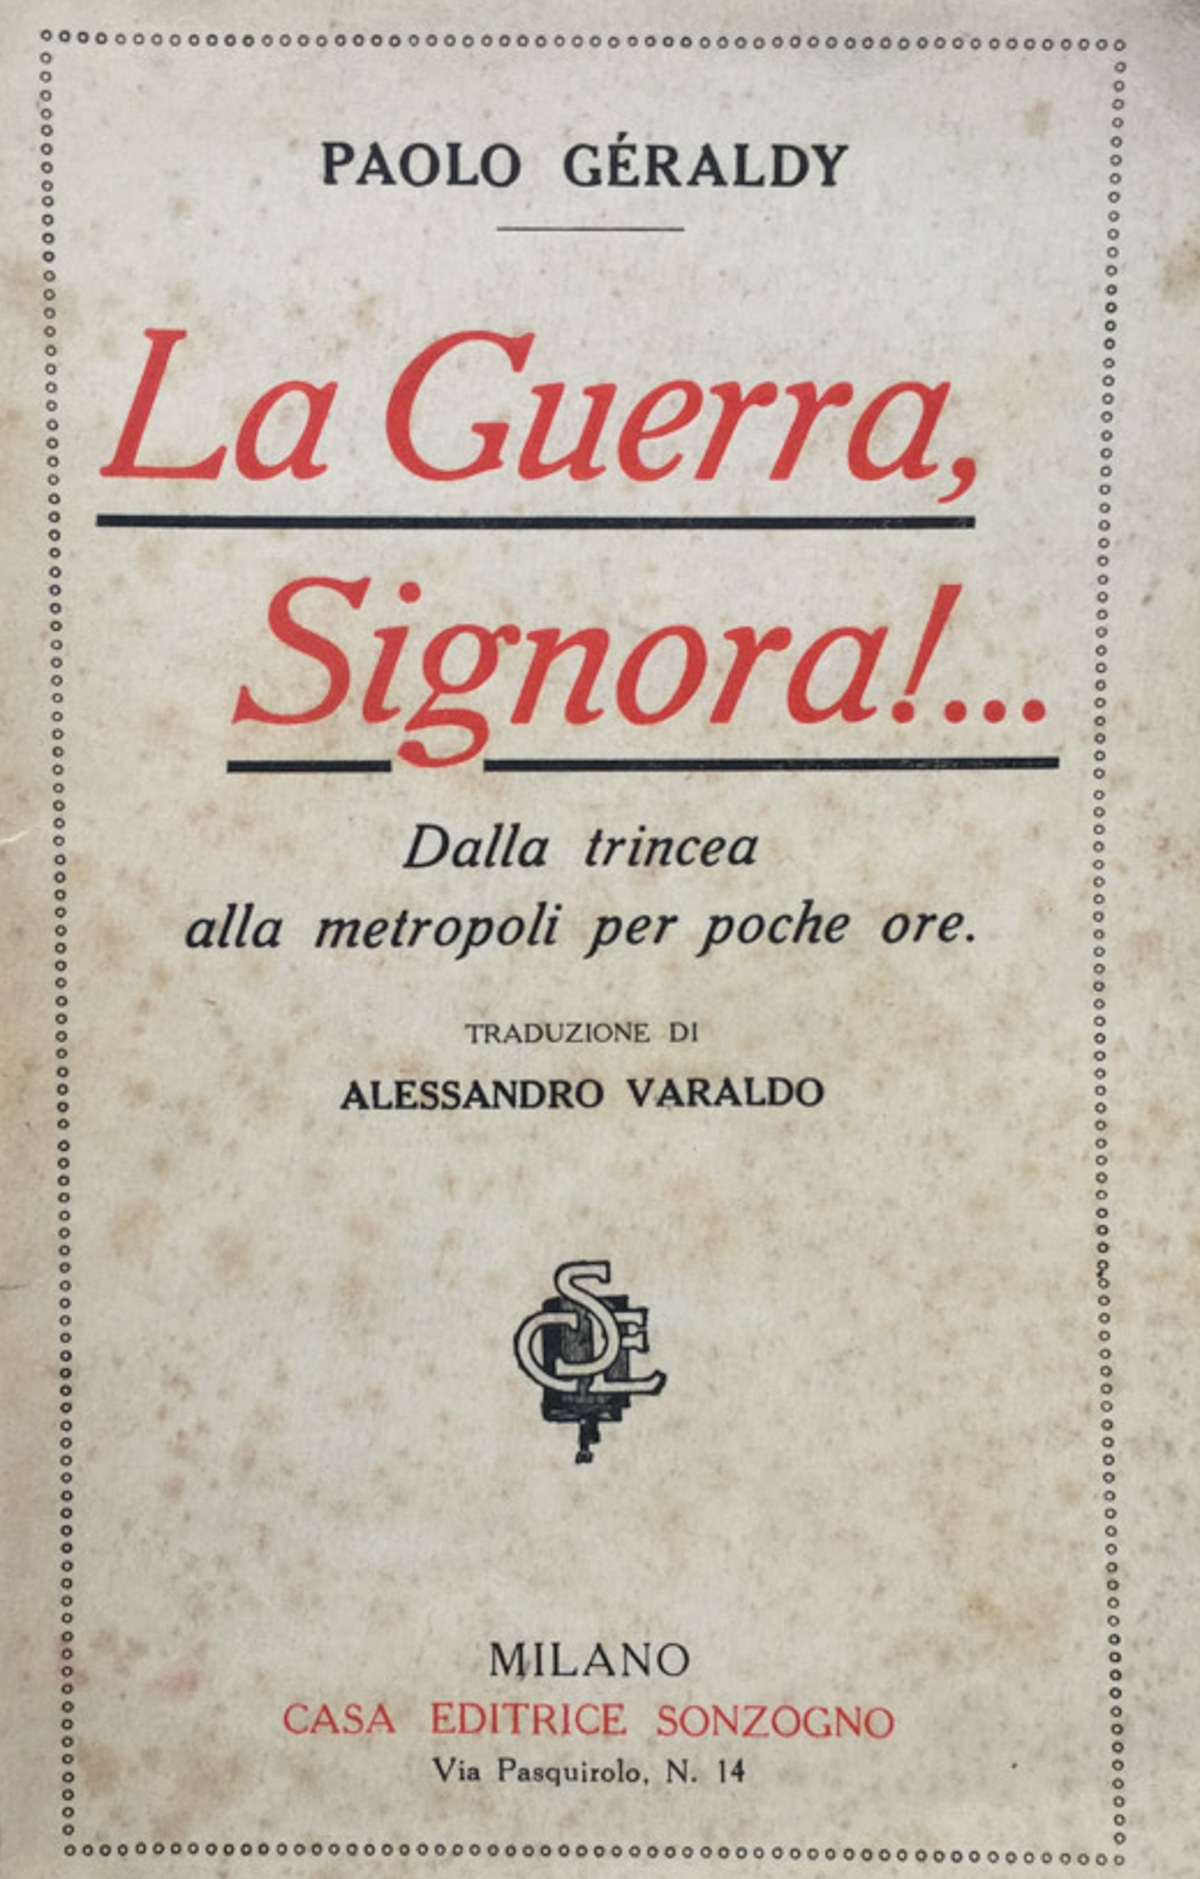 PAOLO GÉRALDY
La Guerra,
Signora!...
Dalla trincea
alla metropoli per poche ore.
TRADUZIONE DI
ALESSANDRO VARALDO
CSE
MILANO
CASA EDITRICE SONZOGNO
Via Pasquirolo, N. 14